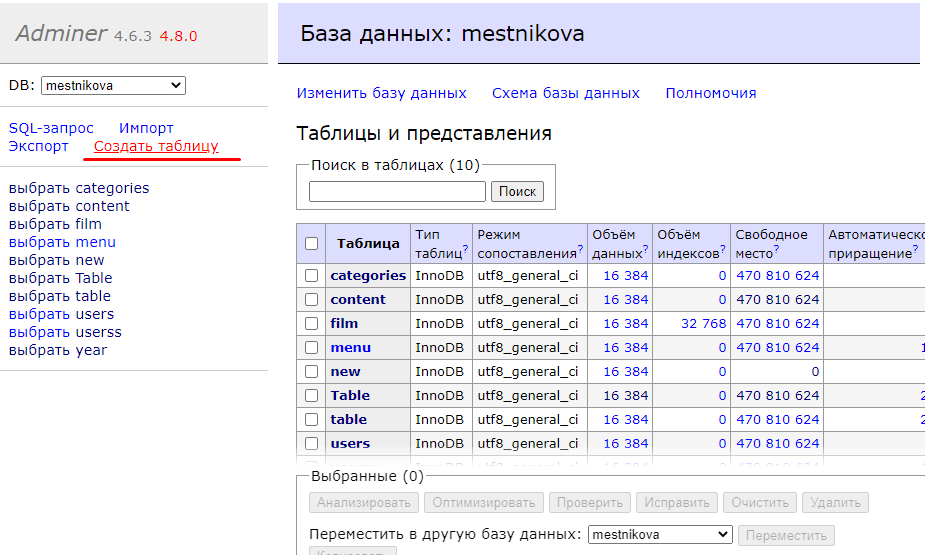 Adminer 4.6.3 4.8.0
DB: mestnikova
SQL-запрос Импорт
Экспорт Создать таблицу
выбрать categories
выбрать content
выбрать film
выбрать menu
выбрать new
выбрать Table
выбрать table
выбрать users
выбрать userss
выбрать year
База данных: mestnikova
Изменить базу данных Схема базы данных Полномочия
Таблицы и представления
Поиск в таблицах (10)
Поиск
Таблица Тип таблиц? Режим сопоставления? Объём данных? Объём индексов? Свободное место? Автоматическо приращение?
categories InnoDB utf8_general_ci 16 384 0 470 810 624
content InnoDB utf8_general_ci 16 384 0 470 810 624
film InnoDB utf8_general_ci 16 384 32 768 470 810 624
menu InnoDB utf8_general_ci 16 384 0 470 810 624 1
new InnoDB utf8_general_ci 16 384 0 0
Table InnoDB utf8_general_ci 16 384 0 470 810 624 2
table InnoDB utf8_general_ci 16 384 0 470 810 624 2
users InnoDB utf8_general_ci 16 384 0 470 810 624
Выбранные (0)
Анализировать Оптимизировать Проверить Исправить Очистить Удалить
Переместить в другую базу данных: mestnikova Переместить